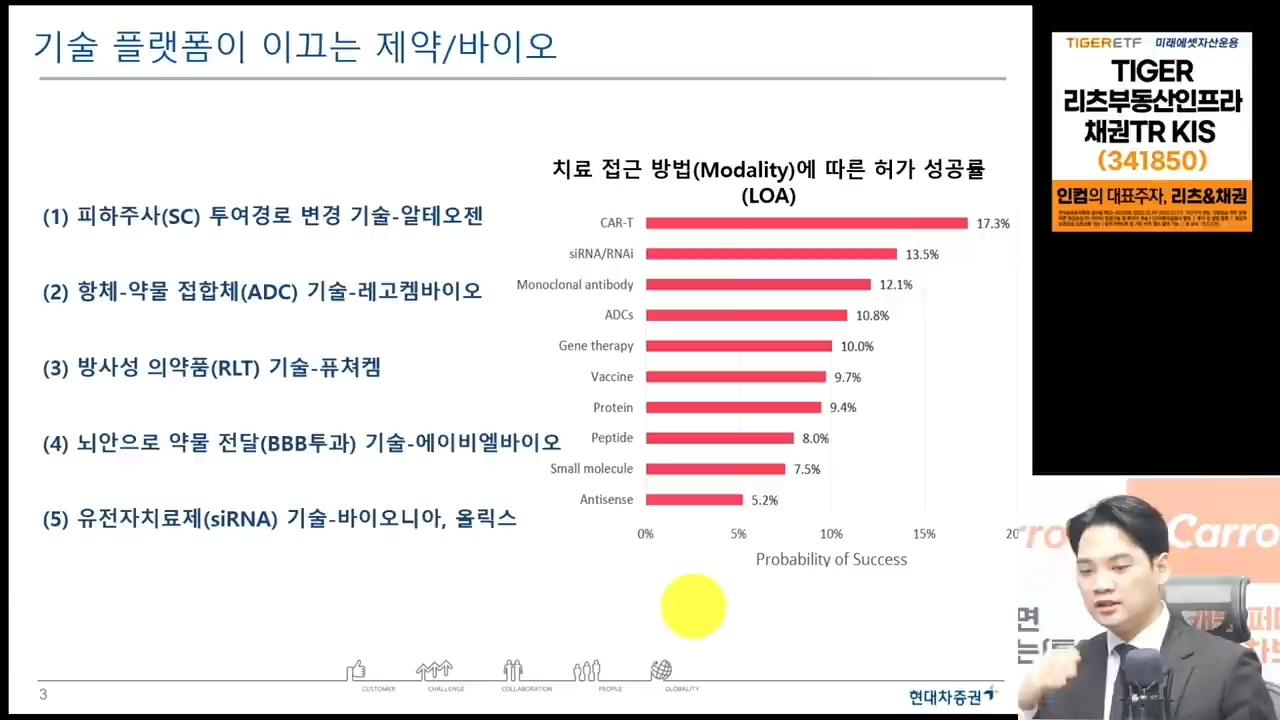 기술 플랫폼이 이끄는 제약/바이오
(1) 피하주사(SC) 투여경로 변경 기술-알테오젠
(2) 항체-약물 접합체(ADC) 기술-레고켐바이오
(3) 방사성 의약품(RLT) 기술-퓨쳐켐
(4) 뇌안으로 약물 전달(BBB투과) 기술-에이비엘바이오
(5) 유전자치료제(siRNA) 기술-바이오니아, 올릭스
치료 접근 방법(Modality)에 따른 허가 성공률
(LOA)
CAR-T 17.3%
siRNA/RNAi 13.5%
Monoclonal antibody 12.1%
ADCs 10.8%
Gene therapy 10.0%
Vaccine 9.7%
Protein 9.4%
Peptide 8.0%
Small molecule 7.5%
Antisense 5.2%
0% 5% 10% 15% 20
Probability of Success
3
CUSTOMER CHALLENGE COLLABORATION PEOPLE GLOBALITY
현대차증권
TIGER ETF 미래에셋자산운용
TIGER
리츠부동산인프라
채권TR KIS
(341850)
인컴의 대표주자, 리츠&채권
rro Carro
면